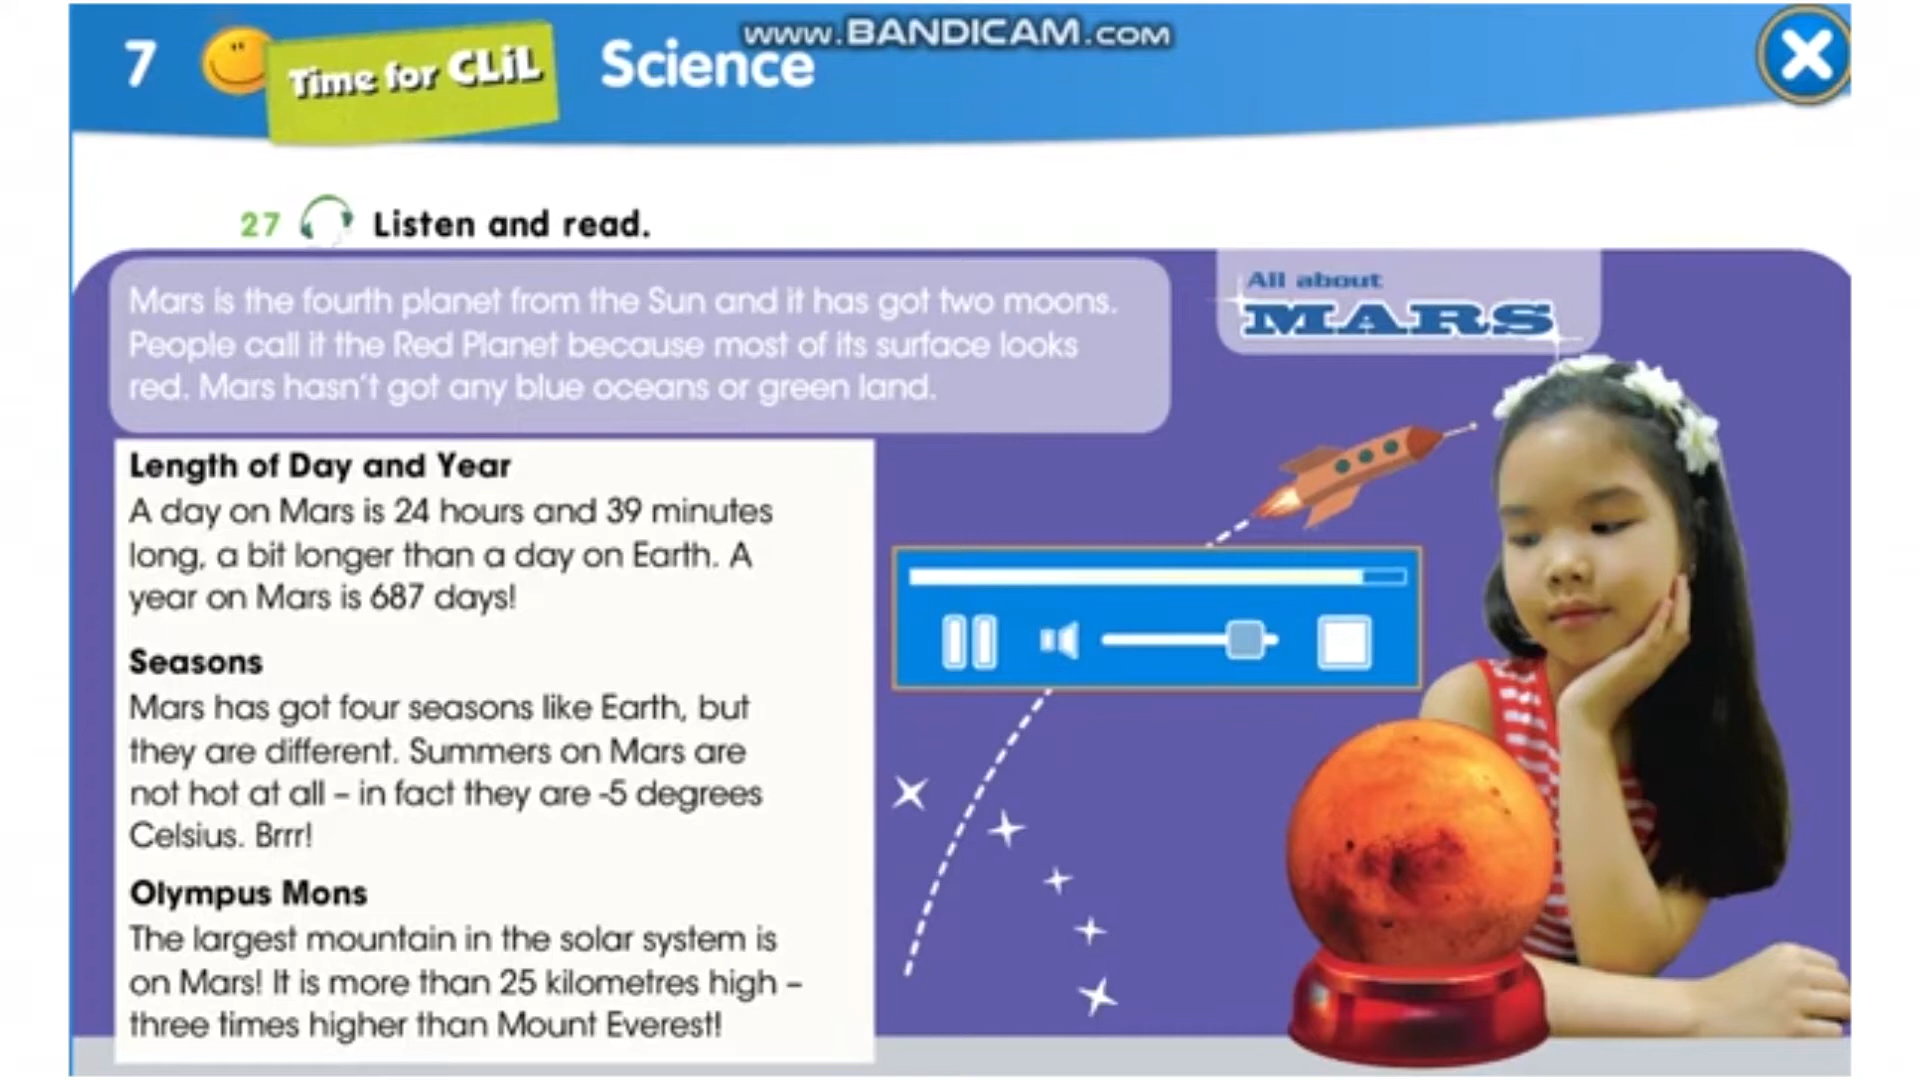 www.BANDICAM.com
7 Time for CLiL Science
27 Listen and read.
All about
MARS
Mars is the fourth planet from the Sun and it has got two moons.
People call it the Red Planet because most of its surface looks
red. Mars hasn't got any blue oceans or green land.
Length of Day and Year
A day on Mars is 24 hours and 39 minutes
long, a bit longer than a day on Earth. A
year on Mars is 687 days!
Seasons
Mars has got four seasons like Earth, but
they are different. Summers on Mars are
not hot at all – in fact they are -5 degrees
Celsius. Brrr!
Olympus Mons
The largest mountain in the solar system is
on Mars! It is more than 25 kilometres high –
three times higher than Mount Everest!